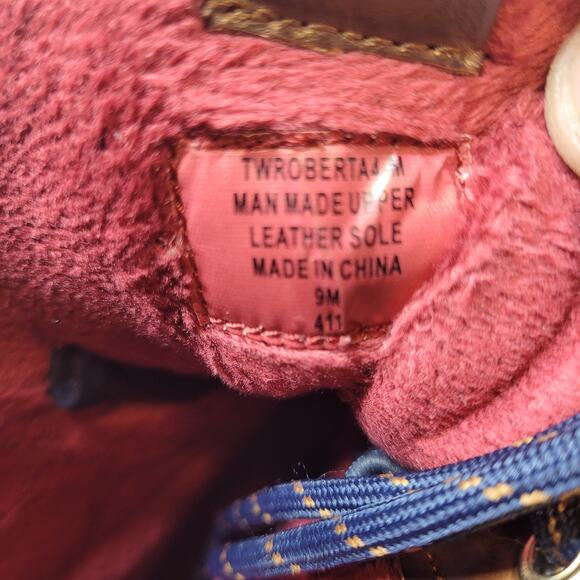 TWROBERTA4 M
MAN MADE UPPER
LEATHER SOLE
MADE IN CHINA
9M
411